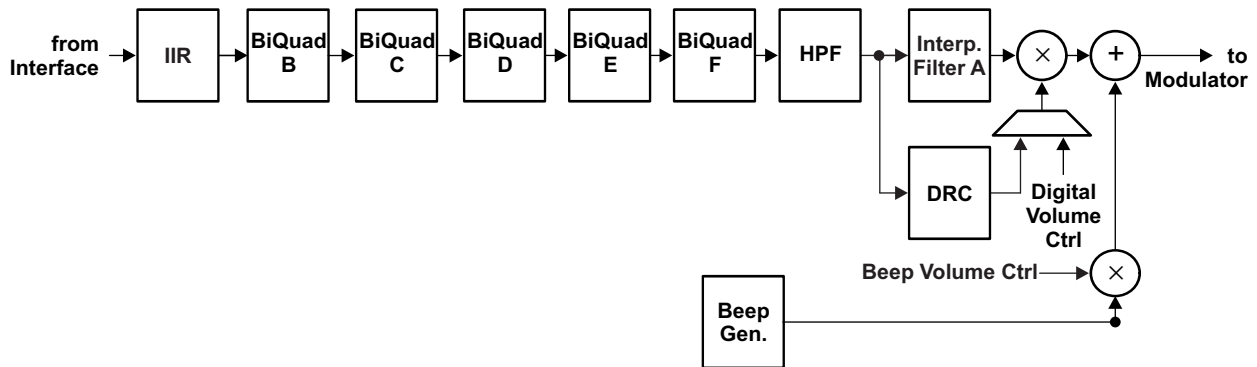 from
Interface
IIR
BiQuad
B
BiQuad
C
BiQuad
D
BiQuad
E
BiQuad
F
HPF
Interp.
Filter A
×
+
to
Modulator
DRC
Digital
Volume
Ctrl
Beep Volume Ctrl
×
Beep
Gen.